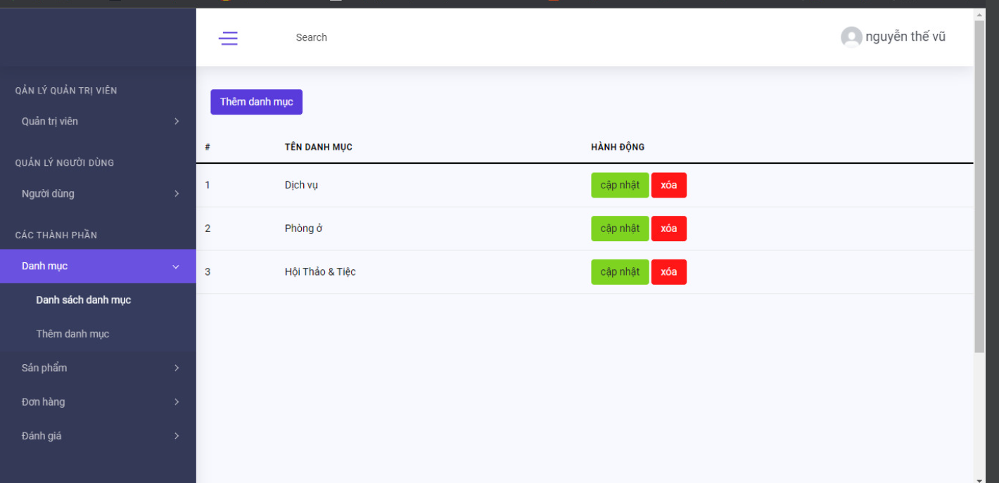 Search
nguyễn thế vũ
QẢN LÝ QUẢN TRỊ VIÊN
Quản trị viên
QUẢN LÝ NGƯỜI DÙNG
Người dùng
CÁC THÀNH PHẦN
Danh mục
Danh sách danh mục
Thêm danh mục
Sản phẩm
Đơn hàng
Đánh giá
Thêm danh mục
# TÊN DANH MỤC HÀNH ĐỘNG
1 Dịch vụ cập nhật xóa
2 Phòng ở cập nhật xóa
3 Hội Thảo & Tiệc cập nhật xóa